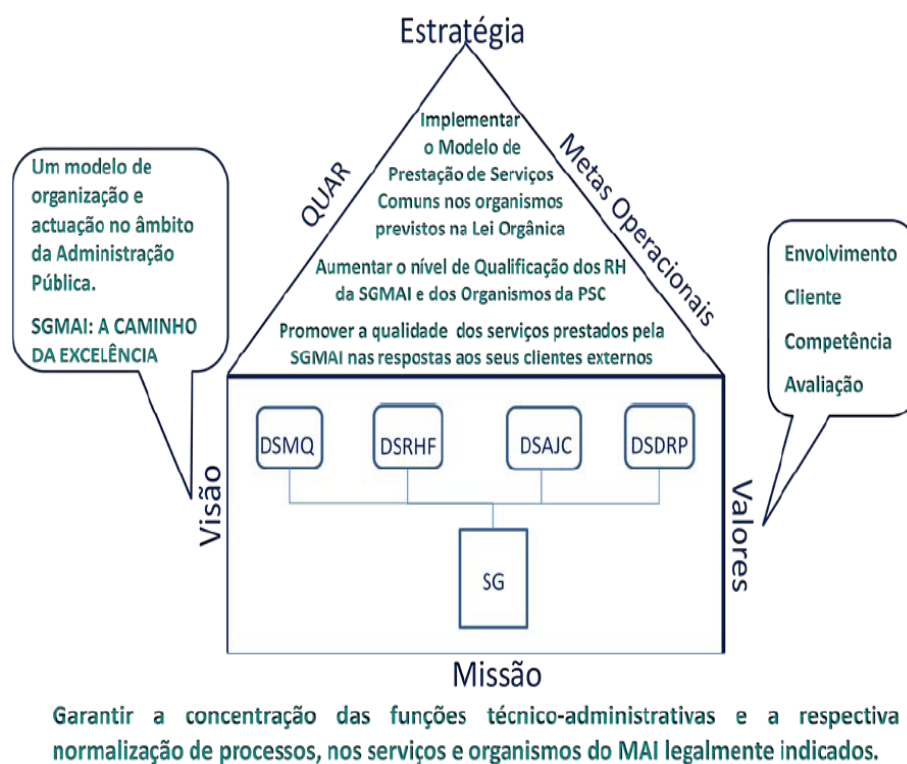 Estratégia
QUAR
Metas Operacionais
Implementar
o Modelo de
Prestação de Serviços
Comuns nos organismos
previstos na Lei Orgânica
Aumentar o nível de Qualificação dos RH
da SGMAI e dos Organismos da PSC
Promover a qualidade dos serviços prestados pela
SGMAI nas respostas aos seus clientes externos
Um modelo de
organização e
actuação no âmbito
da Administração
Pública.
SGMAI: A CAMINHO
DA EXCELÊNCIA
Envolvimento
Cliente
Competência
Avaliação
Visão
DSMQ
DSRHF
DSAJC
DSDRP
SG
Valores
Missão
Garantir a concentração das funções técnico-administrativas e a respectiva
normalização de processos, nos serviços e organismos do MAI legalmente indicados.